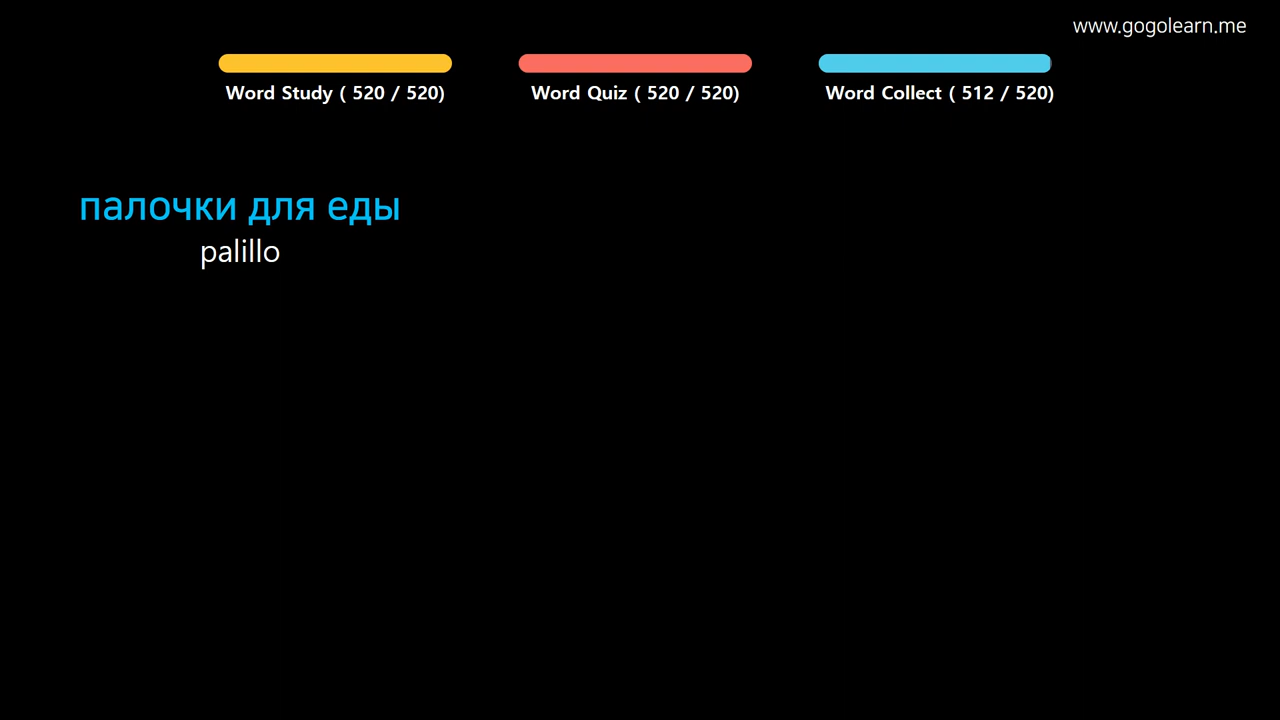 www.gogolearn.me
Word Study ( 520 / 520)
Word Quiz ( 520 / 520)
Word Collect ( 512 / 520)
палочки для еды
palillo